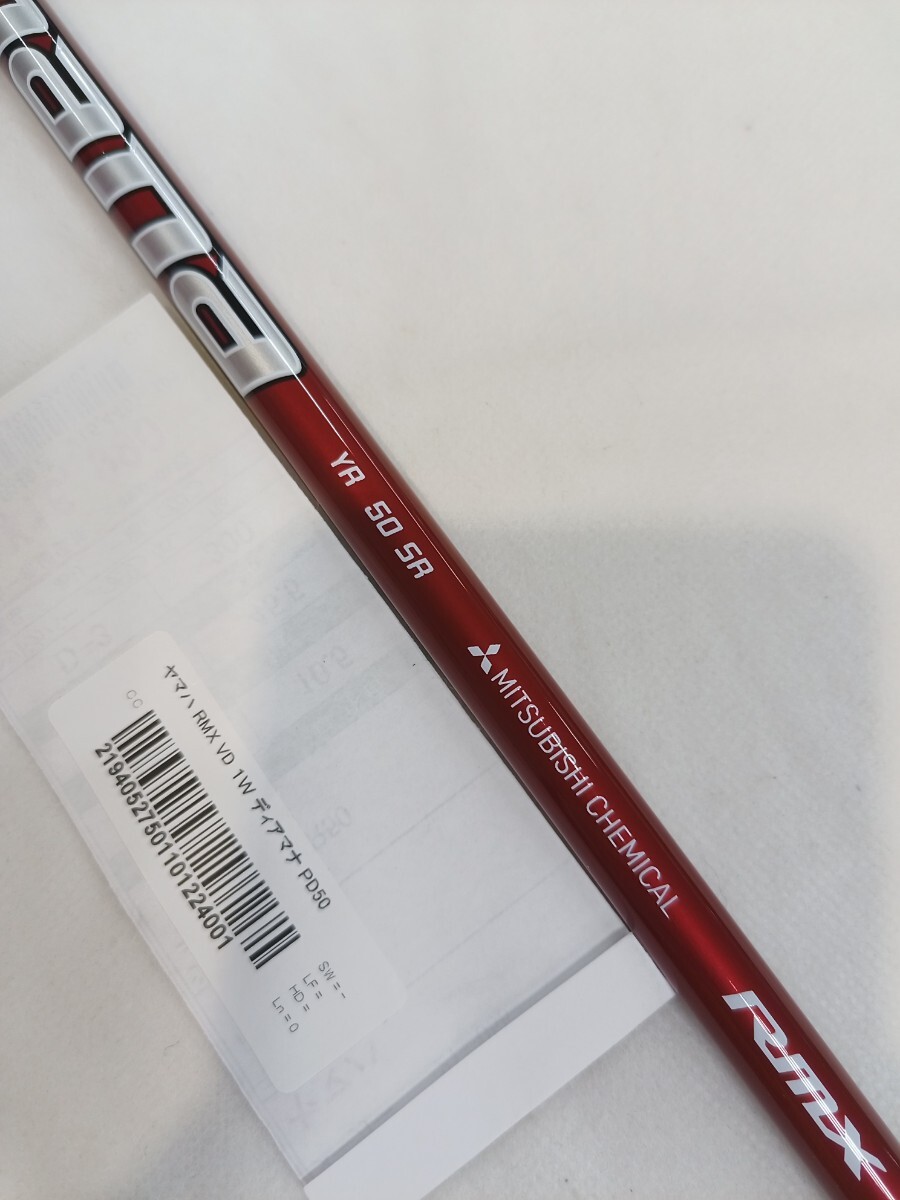 YR 50 SR
MITSUBISHI CHEMICAL
RMX
ヤマハ RMX VD 1W ディアマナ PD50
CC
21940527501101224001
SW = -
LF =
HD =
Ln = 0